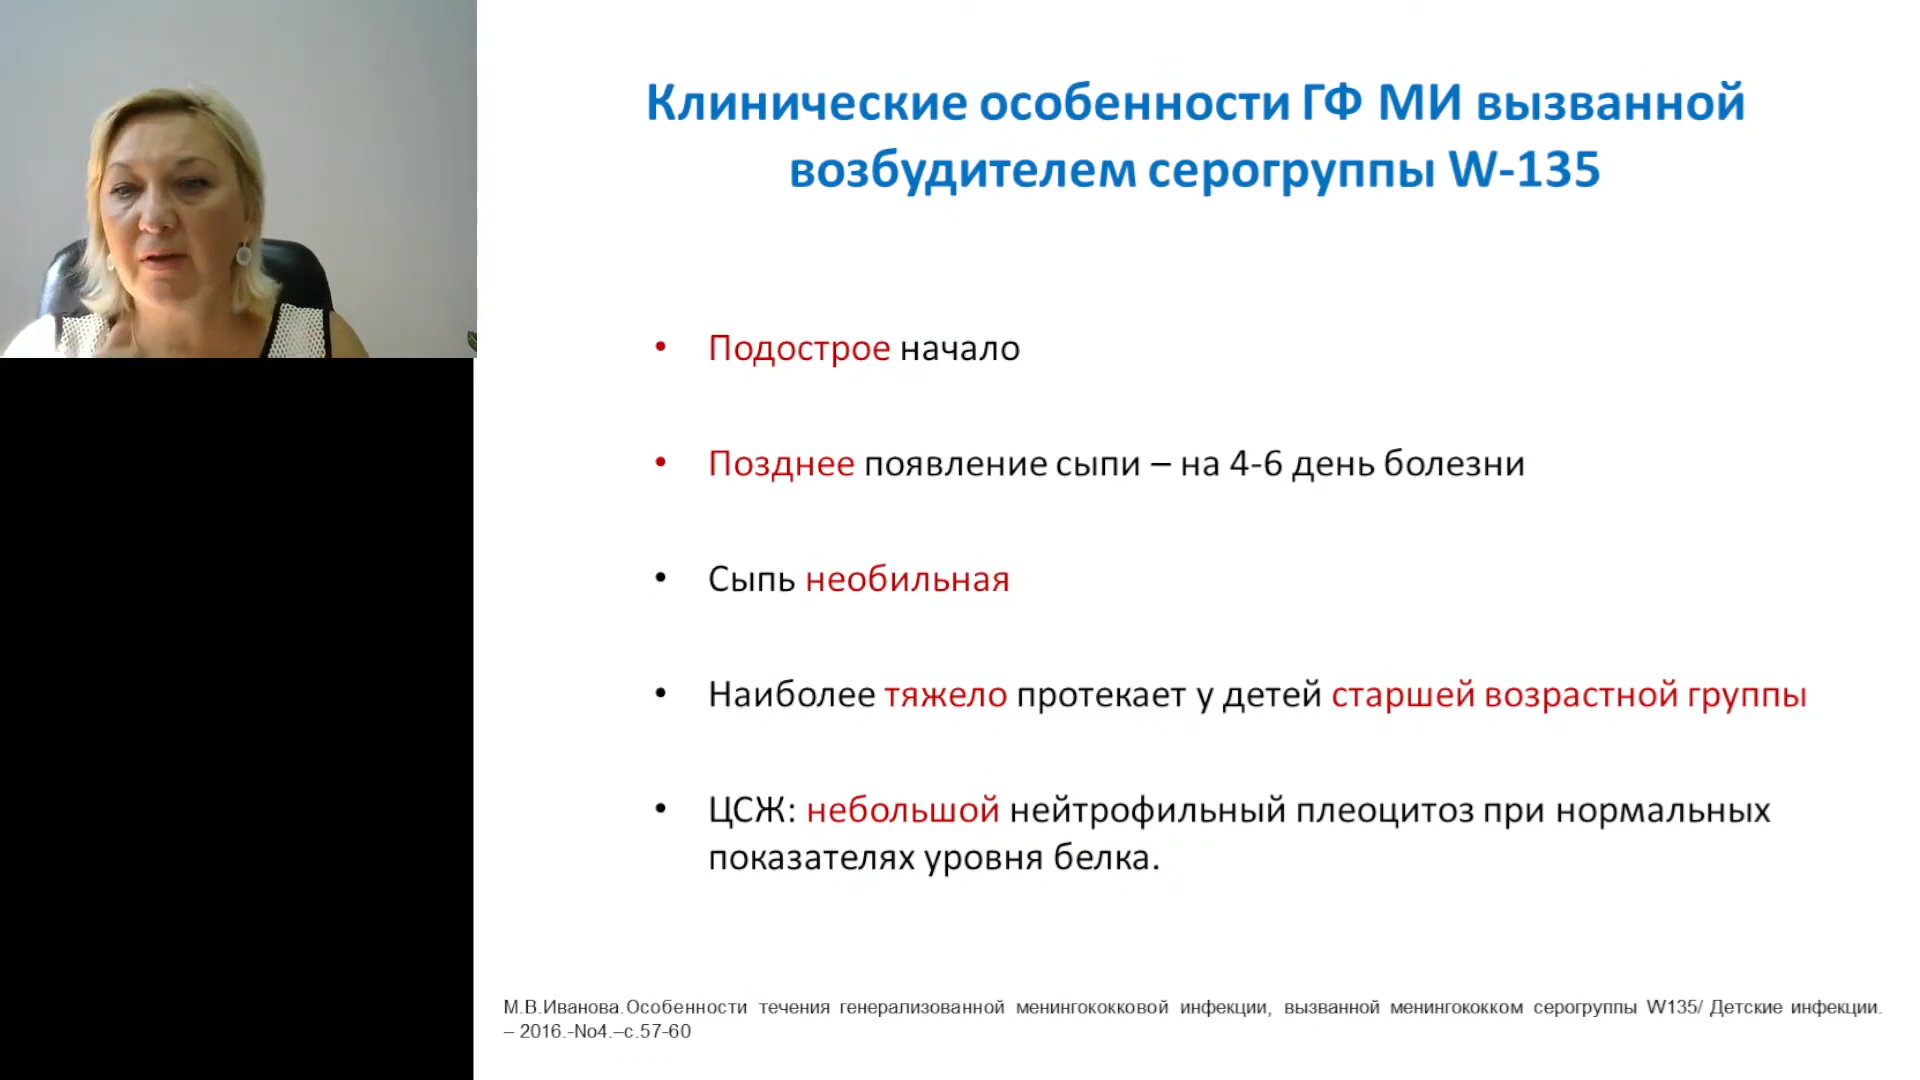 Клинические особенности ГФ МИ вызванной
возбудителем серогруппы W-135
• Подострое начало
• Позднее появление сыпи – на 4-6 день болезни
• Сыпь необильная
• Наиболее тяжело протекает у детей старшей возрастной группы
• ЦСЖ: небольшой нейтрофильный плеоцитоз при нормальных
показателях уровня белка.
М.В.Иванова.Особенности течения генерализованной менингококковой инфекции, вызванной менингококком серогруппы W135/ Детские инфекции.
– 2016.-No4.–с.57-60